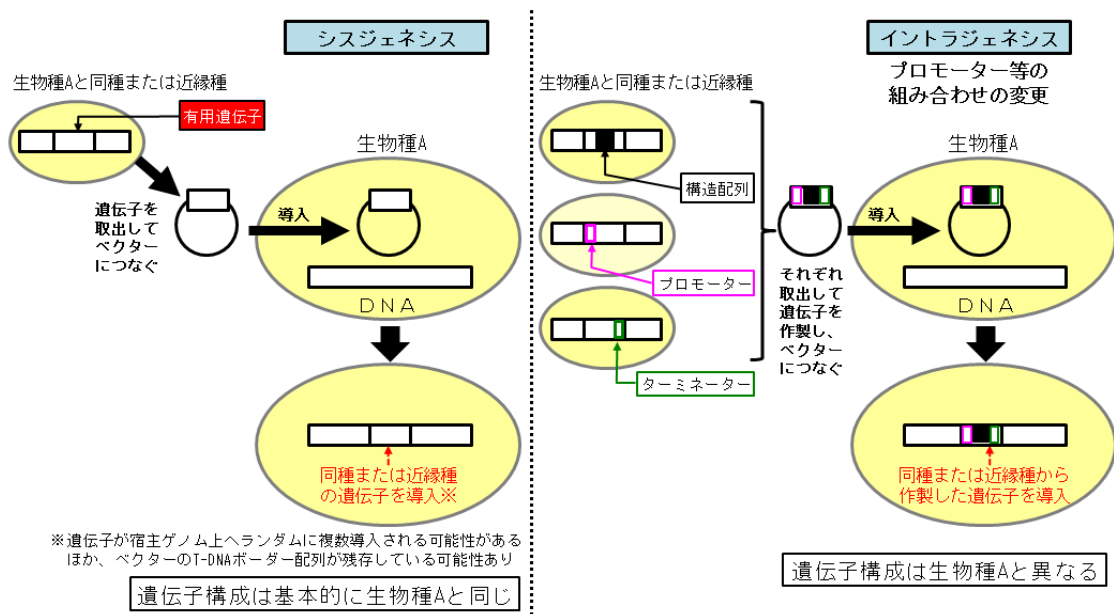 シスジェネシス
生物種Aと同種または近縁種
有用遺伝子
遺伝子を
取出して
ベクター
につなぐ
導入
生物種A
DNA
同種または近縁種
の遺伝子を導入※
※遺伝子が宿主ゲノム上へランダムに複数導入される可能性がある
ほか、ベクターのT-DNAボーダー配列が残存している可能性あり
遺伝子構成は基本的に生物種Aと同じ
イントラジェネシス
プロモーター等の
組み合わせの変更
生物種Aと同種または近縁種
構造配列
プロモーター
ターミネーター
それぞれ
取出して
遺伝子を
作製し、
ベクター
につなぐ
導入
生物種A
DNA
同種または近縁種から
作製した遺伝子を導入
遺伝子構成は生物種Aと異なる